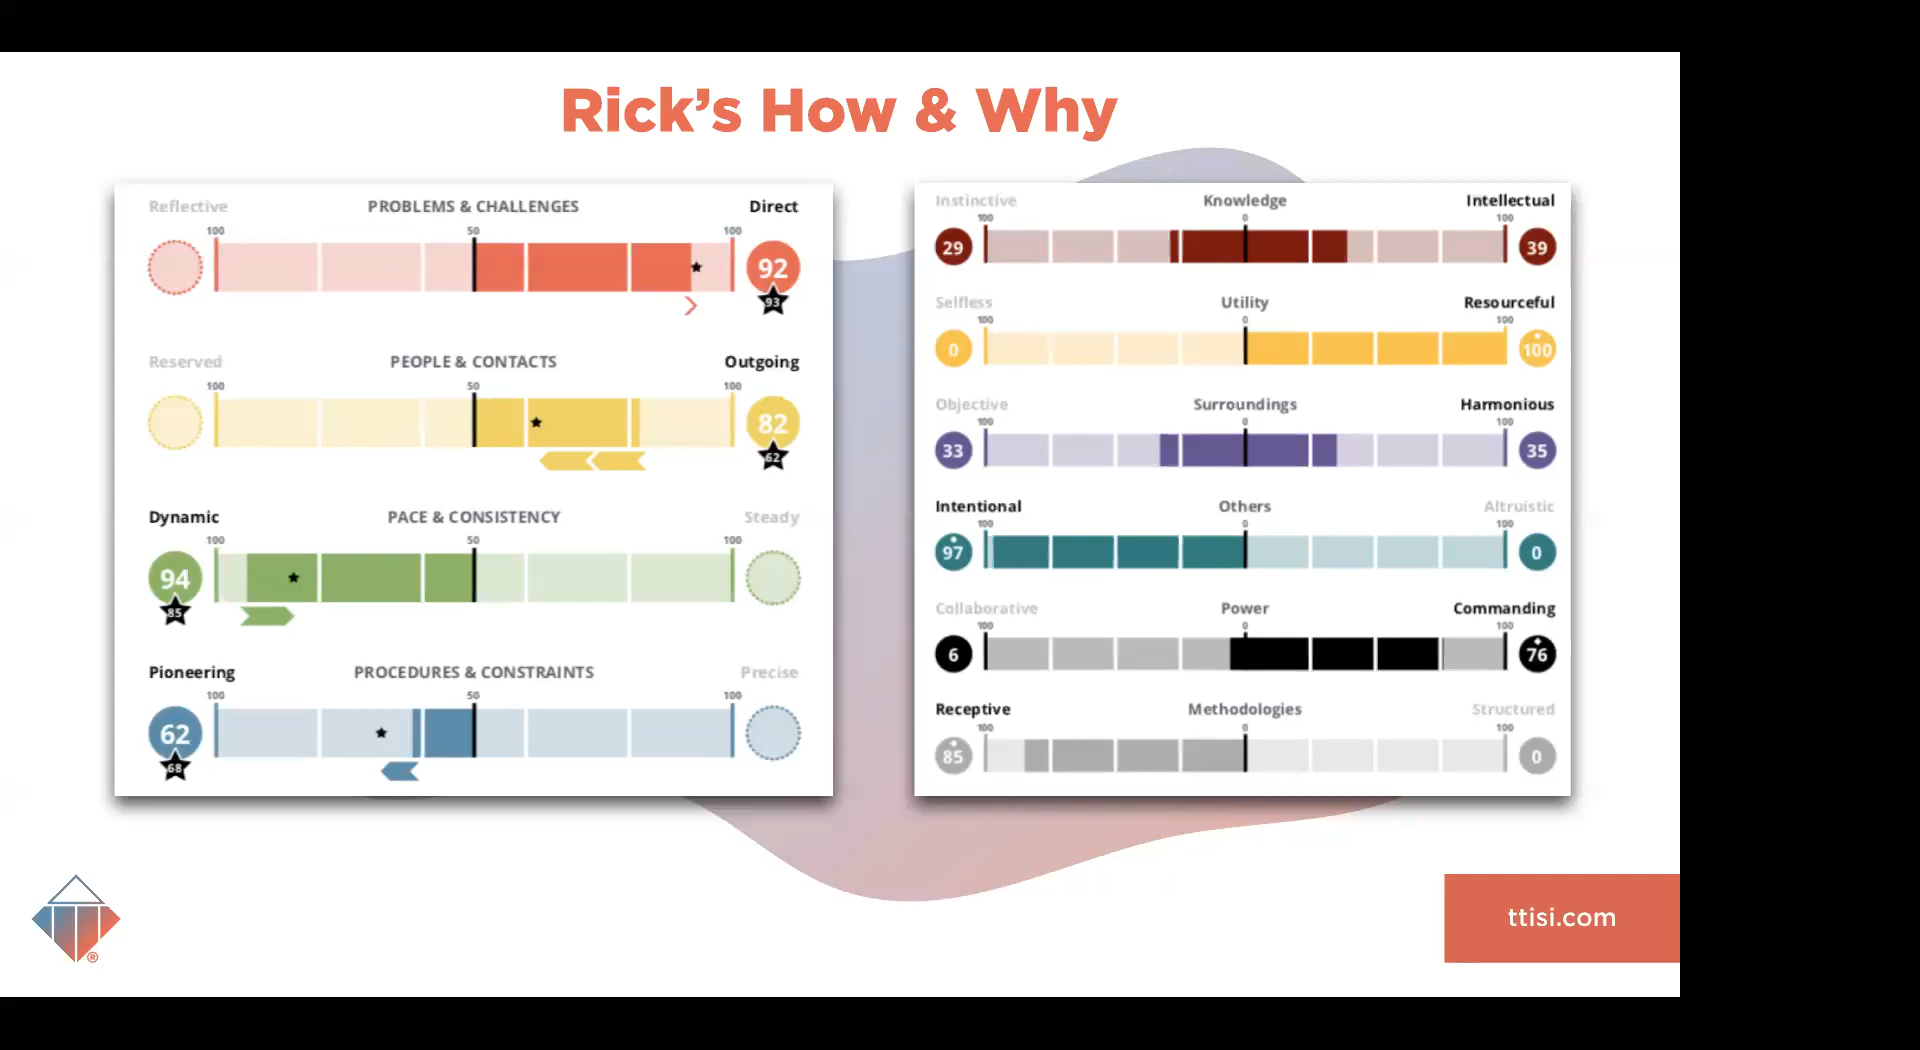 Rick's How & Why
Reflective PROBLEMS & CHALLENGES Direct
100 50 100
92
93
Reserved PEOPLE & CONTACTS Outgoing
100 50 100
82
62
Dynamic PACE & CONSISTENCY Steady
100 50 100
94
85
Pioneering PROCEDURES & CONSTRAINTS Precise
100 50 100
62
68
Instinctive Knowledge Intellectual
100 0 100
29 39
Selfless Utility Resourceful
100 0 100
0 100
Objective Surroundings Harmonious
100 0 100
33 35
Intentional Others Altruistic
100 0 100
97 0
Collaborative Power Commanding
100 0 100
6 76
Receptive Methodologies Structured
100 0 100
85 0
®
ttisi.com